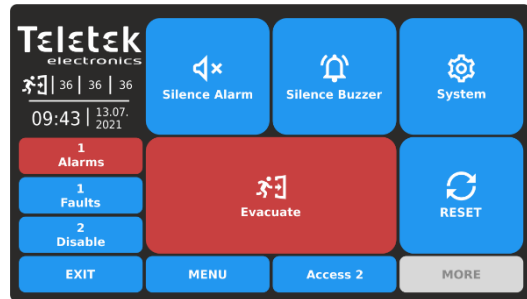 Teletek
electronics
36 | 36 | 36
09:43 | 13.07.
2021
1
Alarms
1
Faults
2
Disable
EXIT
Silence Alarm
Silence Buzzer
System
Evacuate
RESET
MENU
Access 2
MORE